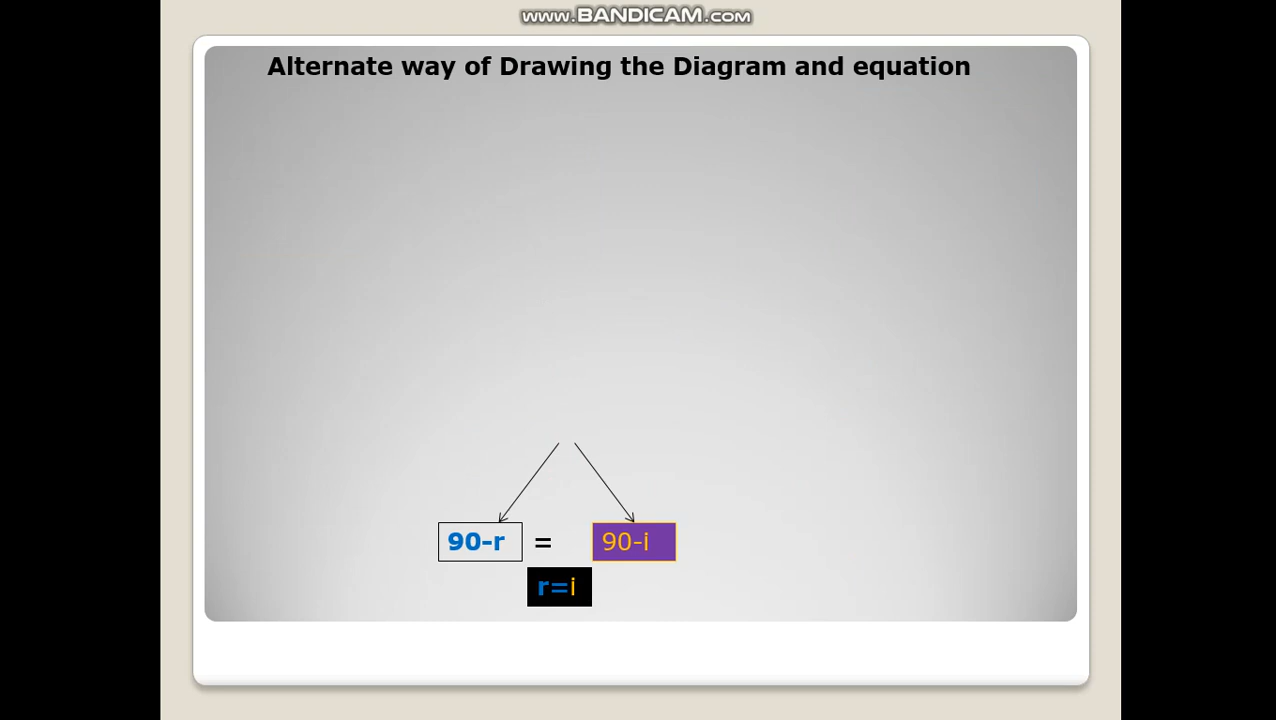 www.BANDICAM.com
Alternate way of Drawing the Diagram and equation
90-r = 90-i
r=i